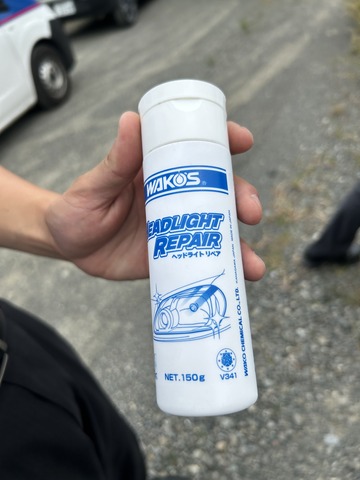 WAKO'S®
HEADLIGHT
REPAIR
ヘッドライト リペア
NET.150g
V341
WAKO CHEMICAL CO., LTD.